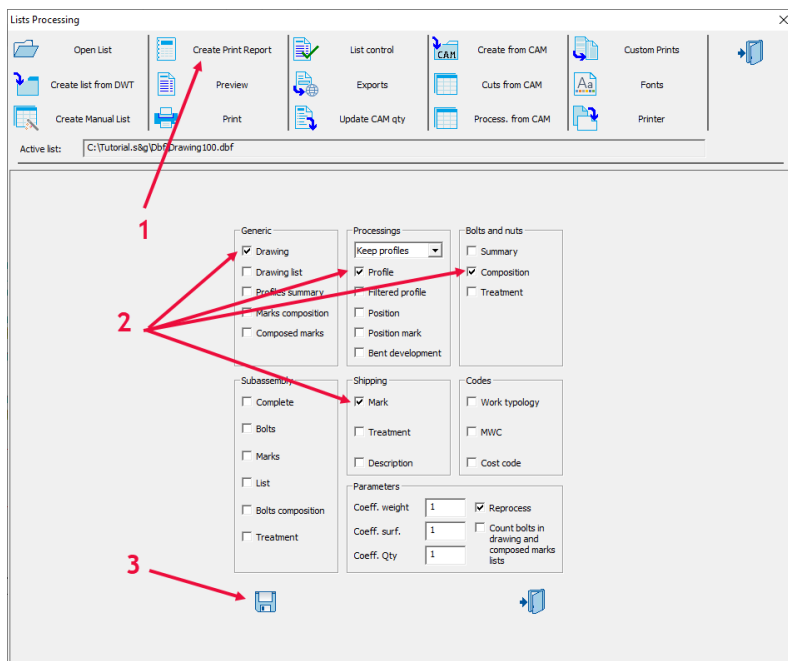 Lists Processing
Open List
Create Print Report
List control
Create from CAM
Custom Prints
Create list from DWT
Preview
Exports
Cuts from CAM
Fonts
Create Manual List
Print
Update CAM qty
Process. from CAM
Printer
CAM
Aa
Active list:
C:\Tutorial.s&g\Dbf\Drawing100.dbf
1
2
3
Generic
Drawing
Drawing list
Profiles summary
Marks composition
Composed marks
Processings
Keep profiles
Profile
Filtered profile
Position
Position mark
Bent development
Bolts and nuts
Summary
Composition
Treatment
Subassembly
Complete
Bolts
Marks
List
Bolts composition
Treatment
Shipping
Mark
Treatment
Description
Codes
Work typology
MWC
Cost code
Parameters
Coeff. weight
1
Coeff. surf.
1
Coeff. Qty
1
Reprocess
Count bolts in
drawing and
composed marks
lists